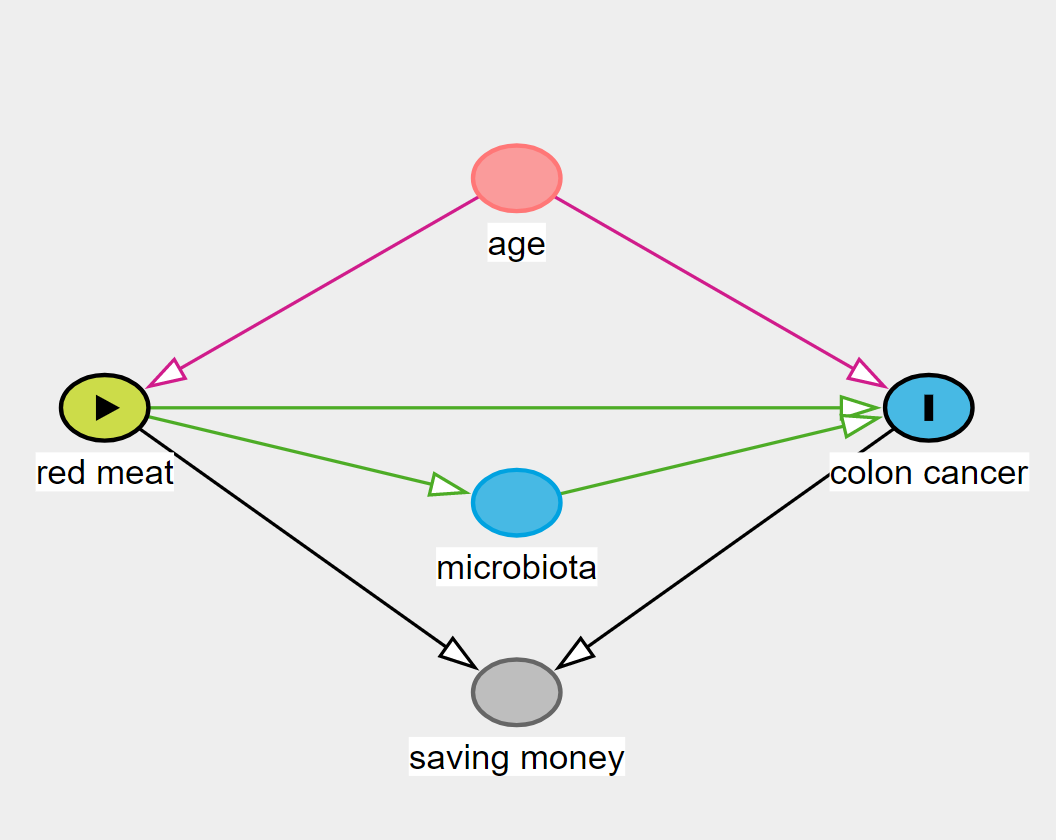 age
red meat
colon cancer
microbiota
saving money